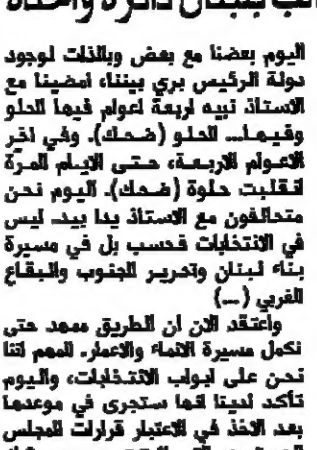 بلبنان دائرة واحدة
اليوم بعضنا مع بعض وبالذات لوجود
دولة الرئيس بري بيننا، امضينا مع
الاستاذ نبيه اربعة اعوام فيها الحلو
وفيها... الحلو (ضحك). وفي اخر
الاعوام الاربعة، حتى الايام المرة
انقلبت حلوة (ضحك). اليوم نحن
متحالفون مع الاستاذ يدا بيد، ليس
في الانتخابات فحسب بل في مسيرة
بناء لبنان وتحرير الجنوب والبقاع
الغربي (...)
واعتقد الان ان الطريق ممهد حتى
نكمل مسيرة الانماء والاعمار. المهم اننا
نحن على ابواب الانتخابات، واليوم
تأكد لدينا انها ستجرى في موعدها
بعد الاخذ في الاعتبار قرارات المجلس